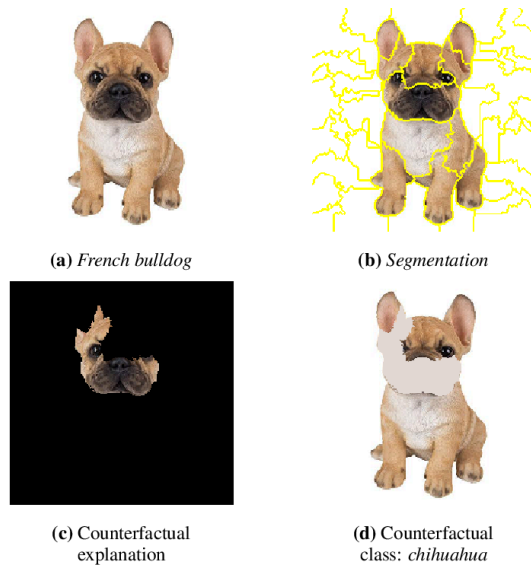 (a) French bulldog
(b) Segmentation
(c) Counterfactual
explanation
(d) Counterfactual
class: chihuahua